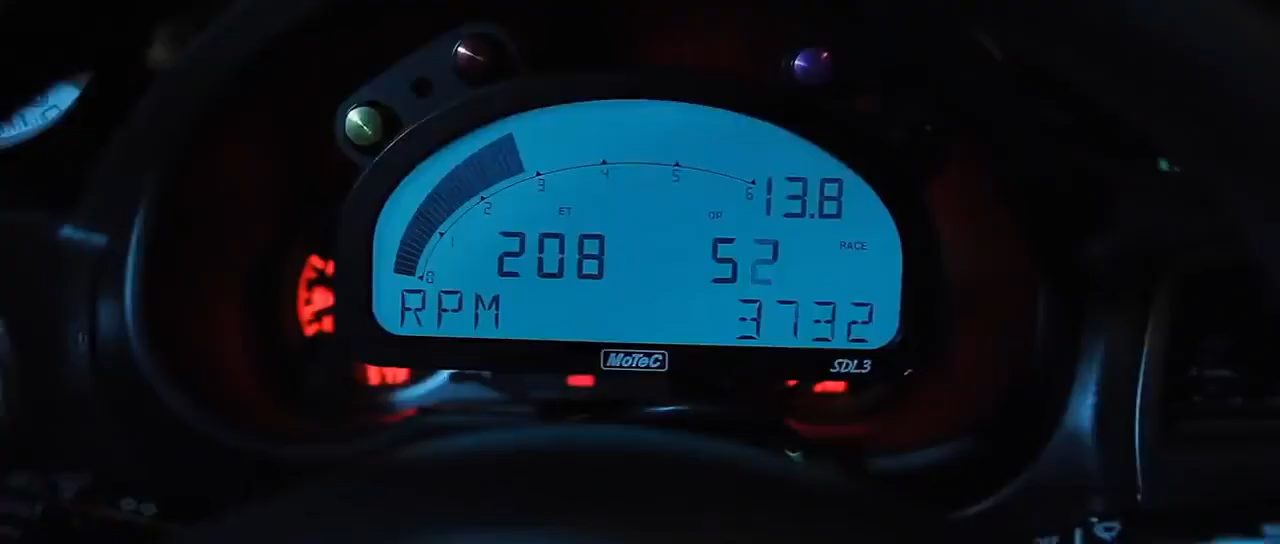 3 4 5 6 13.8
2 ET OP
1 208 52 RACE
0
RPM 3732
MoTeC SDL3